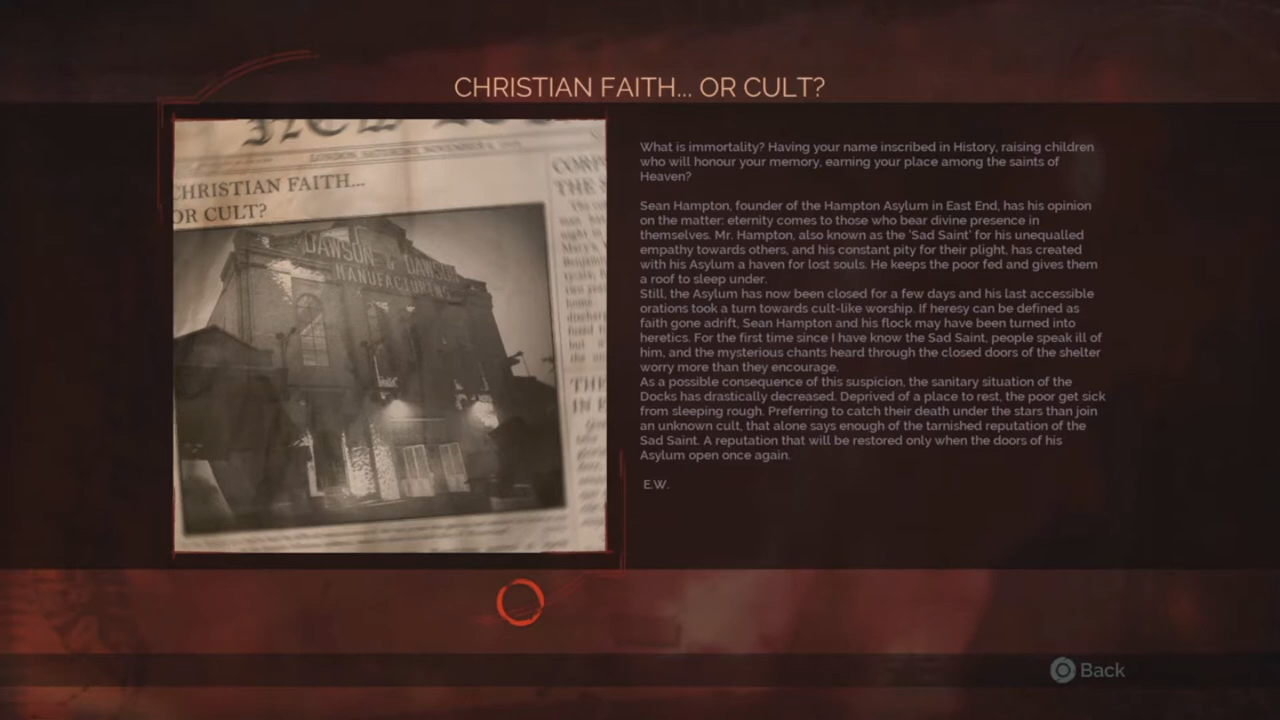 CHRISTIAN FAITH... OR CULT?
LONDON SATURDAY NOVEMBER
CHRISTIAN FAITH...
OR CULT?
DAWSON & DAWSON
MANUFACTURING
THE
IN
What is immortality? Having your name inscribed in History, raising children
who will honour your memory, earning your place among the saints of
Heaven?
Sean Hampton, founder of the Hampton Asylum in East End, has his opinion
on the matter: eternity comes to those who bear divine presence in
themselves. Mr. Hampton, also known as the 'Sad Saint' for his unequalled
empathy towards others, and his constant pity for their plight, has created
with his Asylum a haven for lost souls. He keeps the poor fed and gives them
a roof to sleep under.
Still, the Asylum has now been closed for a few days and his last accessible
orations took a turn towards cult-like worship. If heresy can be defined as
faith gone adrift, Sean Hampton and his flock may have been turned into
heretics. For the first time since I have know the Sad Saint, people speak ill of
him, and the mysterious chants heard through the closed doors of the shelter
worry more than they encourage.
As a possible consequence of this suspicion, the sanitary situation of the
Docks has drastically decreased. Deprived of a place to rest, the poor get sick
from sleeping rough. Preferring to catch their death under the stars than join
an unknown cult, that alone says enough of the tarnished reputation of the
Sad Saint. A reputation that will be restored only when the doors of his
Asylum open once again.
E.W.
Back